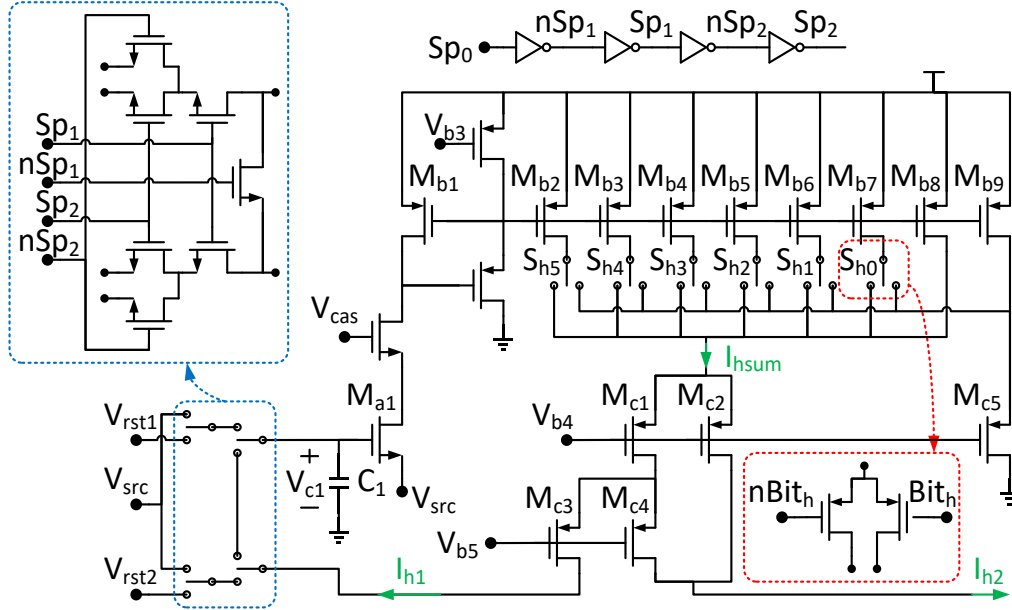 Sp0 nSp1 Sp1 nSp2 Sp2
Sp1
nSp1
Sp2
nSp2
Vb3
Mb1 Mb2 Mb3 Mb4 Mb5 Mb6 Mb7 Mb8 Mb9
Sh5 Sh4 Sh3 Sh2 Sh1 Sh0
Vcas
Ihsum
Ma1 Mc1 Mc2 Mc5
Vrst1 Vb4
Vsrc + Vc1 − C1 Vsrc
nBith Bith
Mc3 Mc4
Vb5
Vrst2 Ih1 Ih2